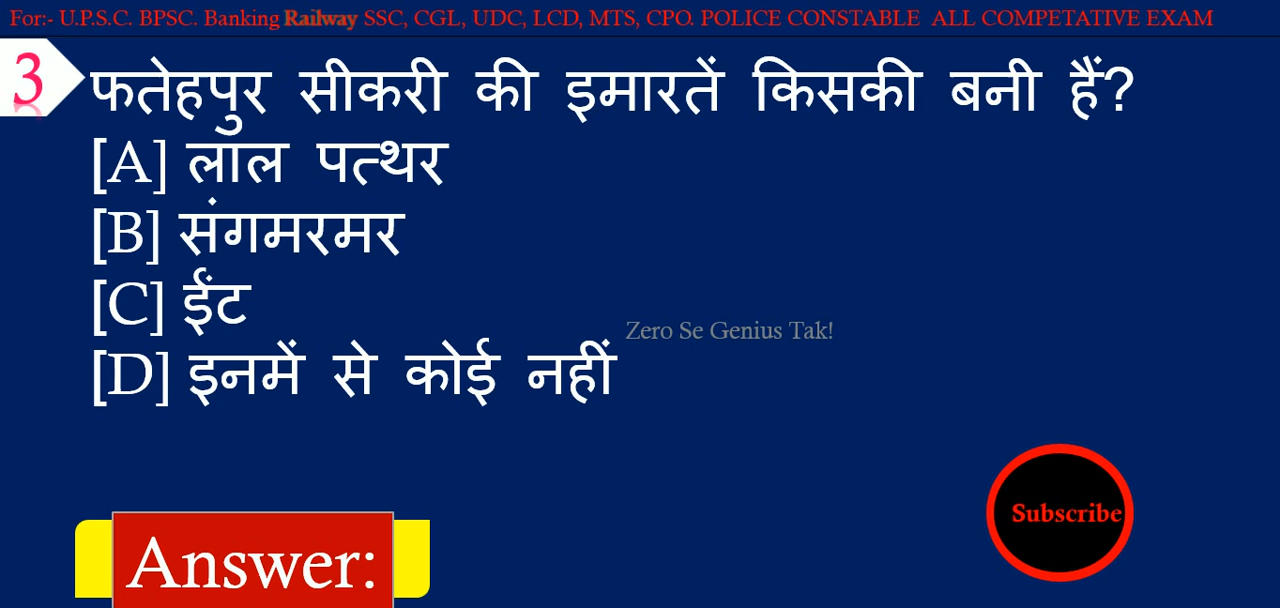 For:- U.P.S.C. BPSC. Banking Railway SSC, CGL, UDC, LCD, MTS, CPO. POLICE CONSTABLE ALL COMPETATIVE EXAM
3 फतेहपुर सीकरी की इमारतें किसकी बनी हैं?
[A] लाल पत्थर
[B] संगमरमर
[C] ईंट
Zero Se Genius Tak!
[D] इनमें से कोई नहीं
Subscribe
Answer: